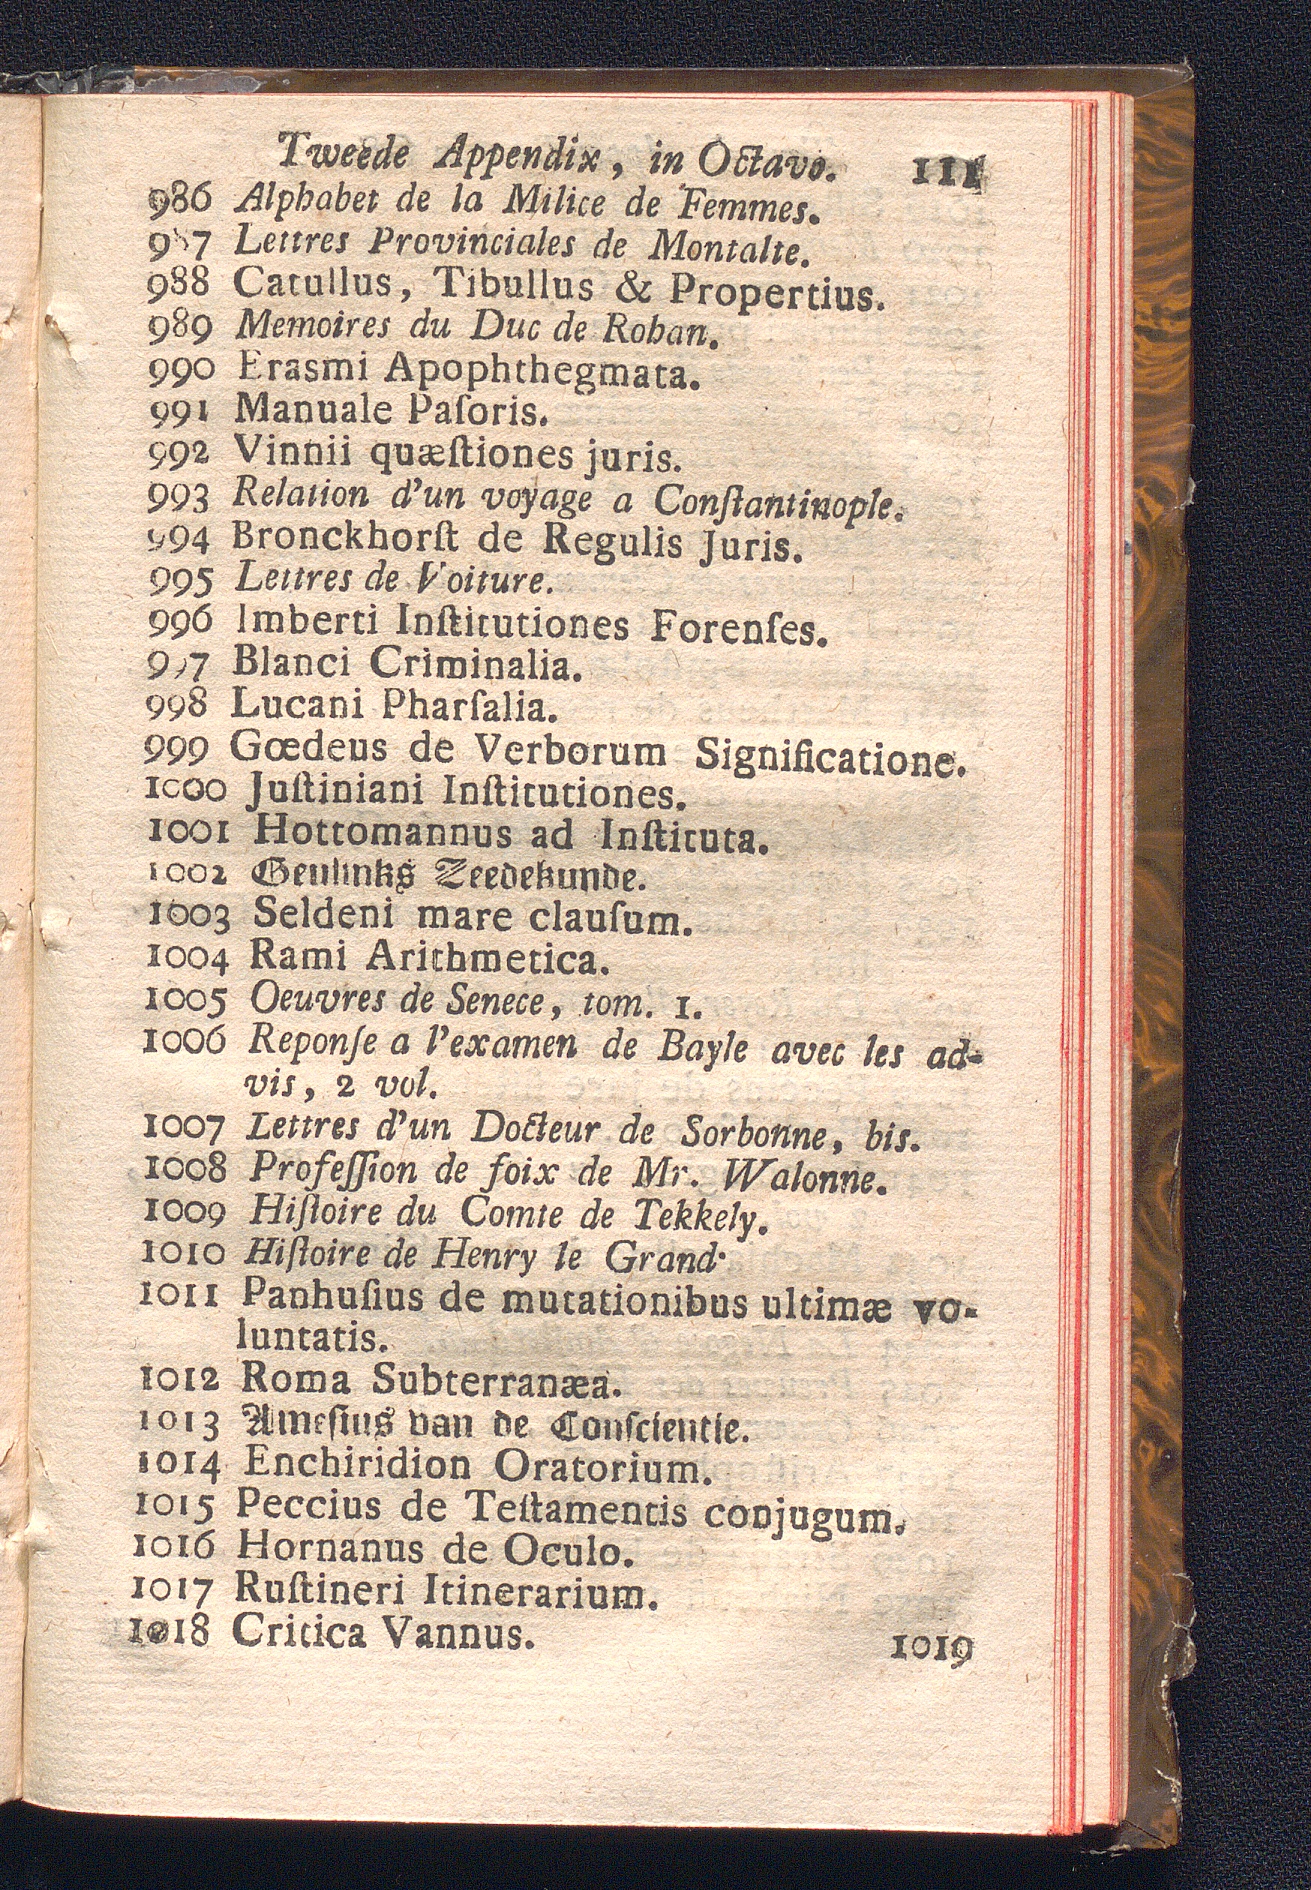 Tweede Appendix, in Octavo. 111
986 Alphabet de la Milice de Femmes.
987 Lettres Provinciales de Montalte.
988 Catullus, Tibullus & Propertius.
989 Memoires du Duc de Rohan.
990 Erasmi Apophthegmata.
991 Manuale Paſoris.
992 Vinnii quæſtiones juris.
993 Relation d'un voyage a Conſtantinople.
994 Bronckhorſt de Regulis Juris.
995 Lettres de Voiture.
996 Imberti Inſtitutiones Forenſes.
997 Blanci Criminalia.
998 Lucani Pharſalia.
999 Gœdeus de Verborum Significatione.
1000 Juſtiniani Inſtitutiones.
1001 Hottomannus ad Inſtituta.
1002 Geulinks Zeedekunde.
1003 Seldeni mare clauſum.
1004 Rami Arithmetica.
1005 Oeuvres de Senece, tom. 1.
1006 Reponſe a l'examen de Bayle avec les ad-
vis, 2 vol.
1007 Lettres d'un Docteur de Sorbonne, bis.
1008 Profeſſion de foix de Mr. Walonne.
1009 Hiſtoire du Comte de Tekkely.
1010 Hiſtoire de Henry le Grand.
1011 Panhuſius de mutationibus ultimæ vo-
luntatis.
1012 Roma Subterranæa.
1013 Ameſius van de Conſcientie.
1014 Enchiridion Oratorium.
1015 Peccius de Teſtamentis conjugum.
1016 Hornanus de Oculo.
1017 Ruſtineri Itinerarium.
1018 Critica Vannus.
1019